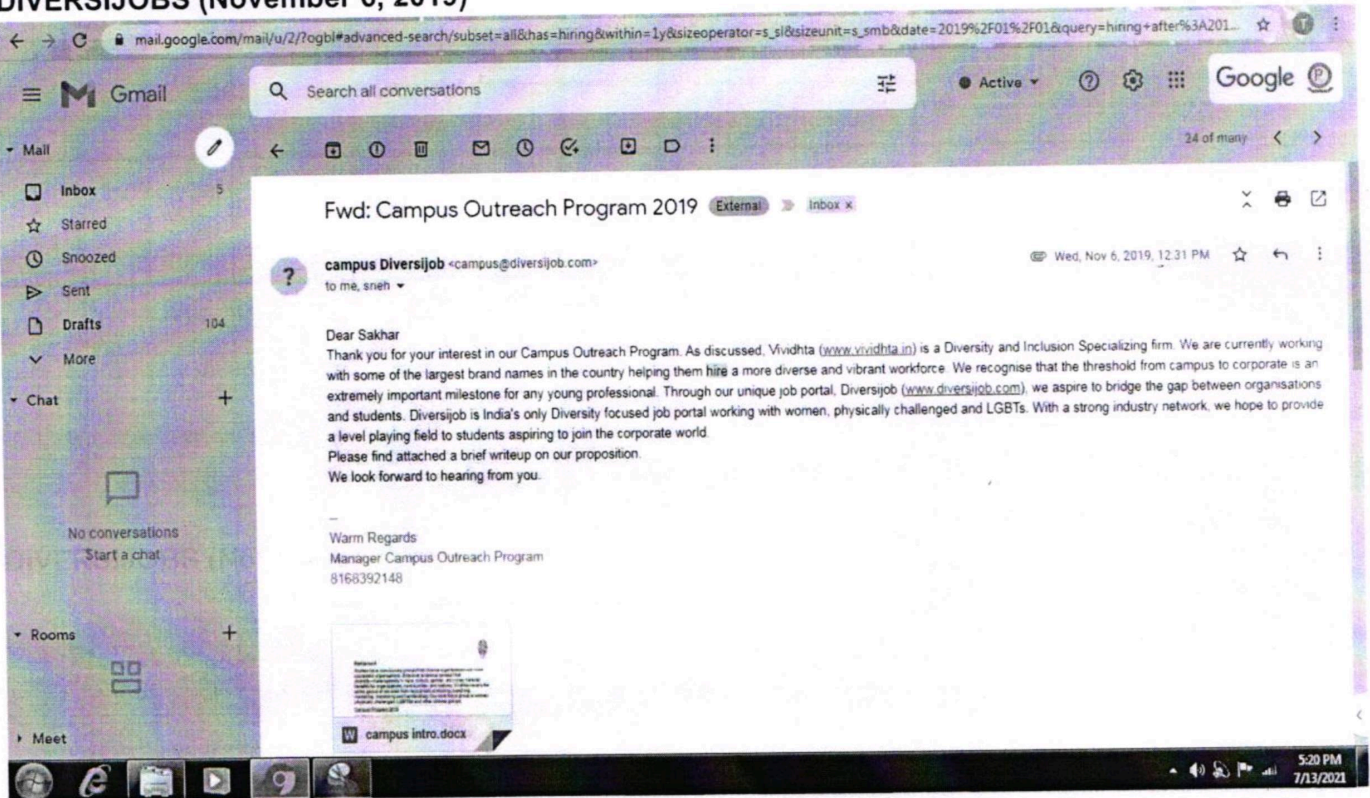 DIVERSIJOBS (November 6, 2019)
mail.google.com/mail/u/2/?ogbl#advanced-search/subset=all&has=hiring&within=1y&sizeoperator=s_sl&sizeunit=s_smb&date=2019%2F01%2F01&query=hiring+after%3A201...
Gmail
Search all conversations
Active
Google
Mail
24 of many
Inbox 5
Starred
Snoozed
Sent
Drafts 104
More
Chat
No conversations
Start a chat
Rooms
Meet
Fwd: Campus Outreach Program 2019 External Inbox x
campus Diversijob <campus@diversijob.com>
Wed, Nov 6, 2019, 12:31 PM
to me, sneh
Dear Sakhar
Thank you for your interest in our Campus Outreach Program. As discussed, Vividhta (www.vividhta.in) is a Diversity and Inclusion Specializing firm. We are currently working
with some of the largest brand names in the country helping them hire a more diverse and vibrant workforce. We recognise that the threshold from campus to corporate is an
extremely important milestone for any young professional. Through our unique job portal, Diversijob (www.diversijob.com), we aspire to bridge the gap between organisations
and students. Diversijob is India's only Diversity focused job portal working with women, physically challenged and LGBTs. With a strong industry network, we hope to provide
a level playing field to students aspiring to join the corporate world.
Please find attached a brief writeup on our proposition.
We look forward to hearing from you.
--
Warm Regards
Manager Campus Outreach Program
8168392148
W campus intro.docx
5:20 PM
7/13/2021